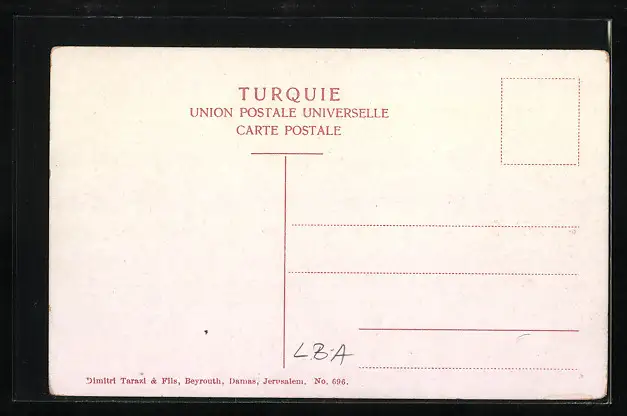 TURQUIE
UNION POSTALE UNIVERSELLE
CARTE POSTALE
LBA
Dimitri Tarazi & Fils, Beyrouth, Damas, Jerusalem. No. 696.